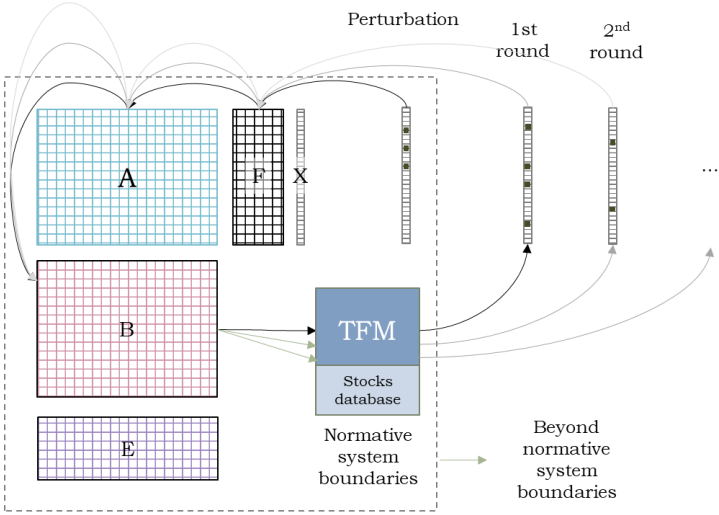 Perturbation
1st
round
2nd
round
A
F
X
...
B
TFM
Stocks
database
E
Normative
system
boundaries
Beyond
normative
system
boundaries